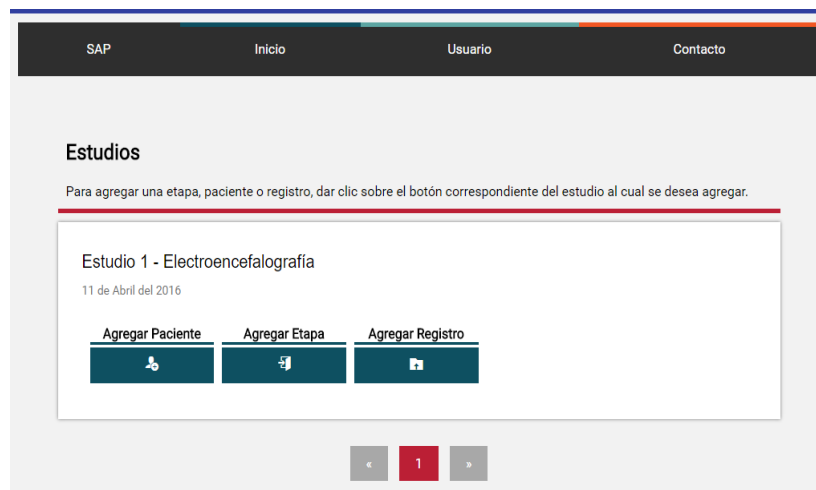 SAP Inicio Usuario Contacto
Estudios
Para agregar una etapa, paciente o registro, dar clic sobre el botón correspondiente del estudio al cual se desea agregar.
Estudio 1 - Electroencefalografía
11 de Abril del 2016
Agregar Paciente Agregar Etapa Agregar Registro
« 1 »